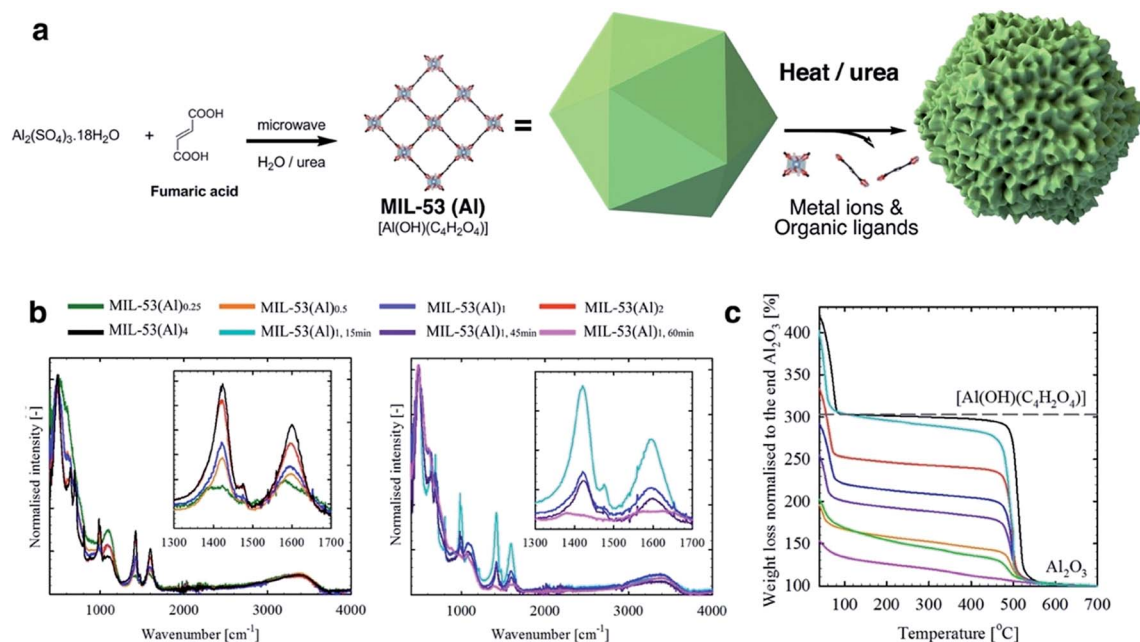 a
Al₂(SO₄)₃.18H₂O
+
COOH
COOH
Fumaric acid
microwave
H₂O / urea
MIL-53 (Al)
[Al(OH)(C₄H₂O₄)]
=
Heat / urea
Metal ions &
Organic ligands
b
MIL-53(Al)₀.₂₅
MIL-53(Al)₀.₅
MIL-53(Al)₁
MIL-53(Al)₂
MIL-53(Al)₄
MIL-53(Al)₁, ₁₅min
MIL-53(Al)₁, ₄₅min
MIL-53(Al)₁, ₆₀min
Normalised intensity [-]
1300 1400 1500 1600 1700
1000 2000 3000 4000
Wavenumber [cm⁻¹]
Normalised intensity [-]
1300 1400 1500 1600 1700
1000 2000 3000 4000
Wavenumber [cm⁻¹]
c
Weight loss normalised to the end Al₂O₃ [%]
400
350
300
250
200
150
100
[Al(OH)(C₄H₂O₄)]
Al₂O₃
100 200 300 400 500 600 700
Temperature [°C]